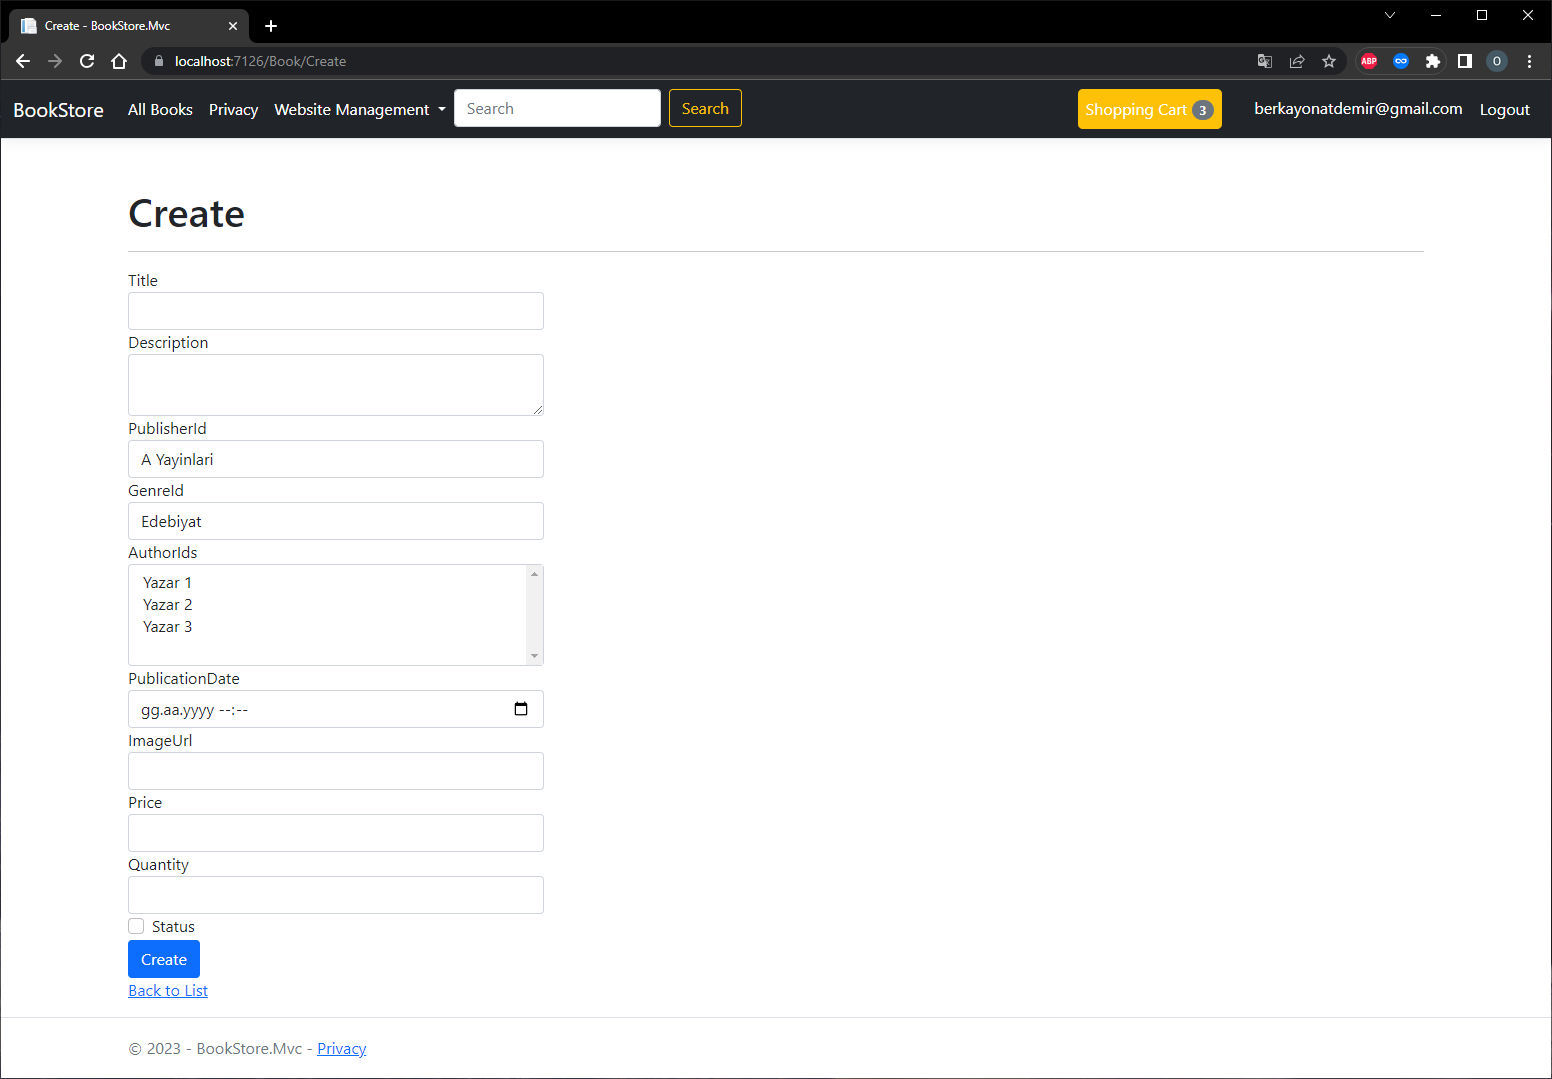 Create - BookStore.Mvc
localhost:7126/Book/Create
ABP
O
BookStore All Books Privacy Website Management Search Search Shopping Cart 3 berkayonatdemir@gmail.com Logout
Create
Title
Description
PublisherId
A Yayinlari
GenreId
Edebiyat
AuthorIds
Yazar 1
Yazar 2
Yazar 3
PublicationDate
gg.aa.yyyy --:--
ImageUrl
Price
Quantity
Status
Create
Back to List
© 2023 - BookStore.Mvc - Privacy